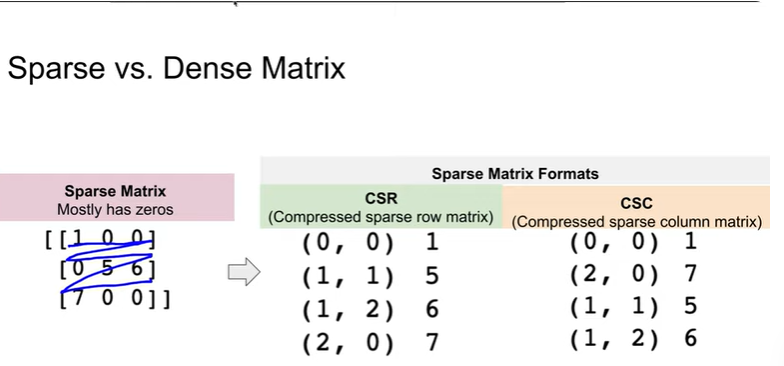 Sparse vs. Dense Matrix
Sparse Matrix
Mostly has zeros
[[1 0 0]
[0 5 6]
[7 0 0]]
Sparse Matrix Formats
CSR
(Compressed sparse row matrix)
(0, 0) 1
(1, 1) 5
(1, 2) 6
(2, 0) 7
CSC
(Compressed sparse column matrix)
(0, 0) 1
(2, 0) 7
(1, 1) 5
(1, 2) 6